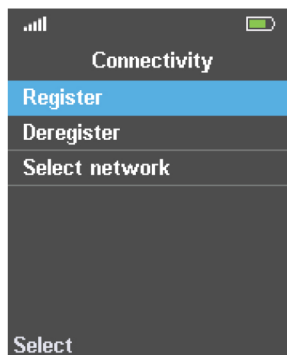 Connectivity
Register
Deregister
Select network
Select